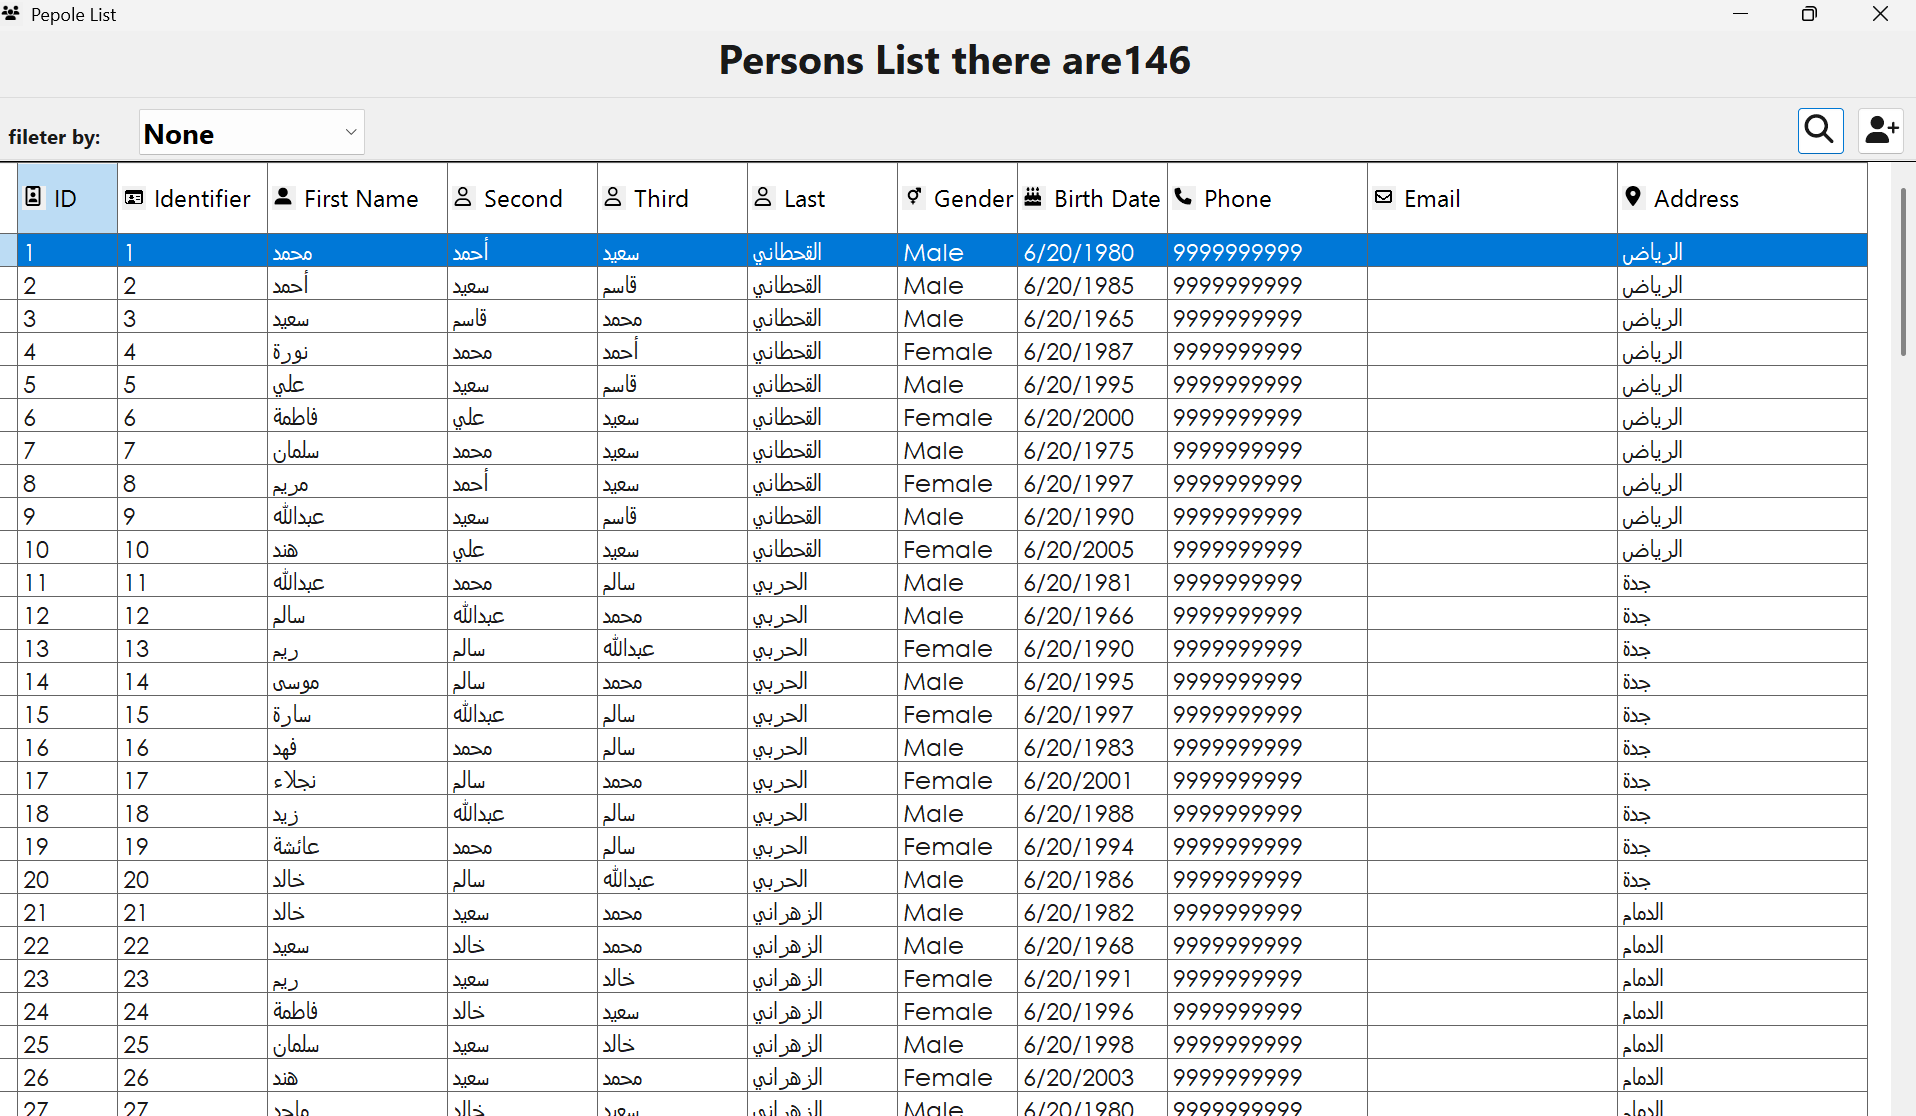 Pepole List
Persons List there are146
fileter by: None
ID Identifier First Name Second Third Last Gender Birth Date Phone Email Address
1 1 محمد أحمد سعيد القحطاني Male 6/20/1980 9999999999 الرياض
2 2 أحمد سعيد قاسم القحطاني Male 6/20/1985 9999999999 الرياض
3 3 سعيد قاسم محمد القحطاني Male 6/20/1965 9999999999 الرياض
4 4 نورة محمد أحمد القحطاني Female 6/20/1987 9999999999 الرياض
5 5 علي سعيد قاسم القحطاني Male 6/20/1995 9999999999 الرياض
6 6 فاطمة علي سعيد القحطاني Female 6/20/2000 9999999999 الرياض
7 7 سلمان محمد سعيد القحطاني Male 6/20/1975 9999999999 الرياض
8 8 مريم أحمد سعيد القحطاني Female 6/20/1997 9999999999 الرياض
9 9 عبدالله سعيد قاسم القحطاني Male 6/20/1990 9999999999 الرياض
10 10 هند علي سعيد القحطاني Female 6/20/2005 9999999999 الرياض
11 11 عبدالله محمد سالم الحربي Male 6/20/1981 9999999999 جدة
12 12 سالم عبدالله محمد الحربي Male 6/20/1966 9999999999 جدة
13 13 ريم سالم عبدالله الحربي Female 6/20/1990 9999999999 جدة
14 14 موسى سالم محمد الحربي Male 6/20/1995 9999999999 جدة
15 15 سارة عبدالله سالم الحربي Female 6/20/1997 9999999999 جدة
16 16 فهد محمد سالم الحربي Male 6/20/1983 9999999999 جدة
17 17 نجلاء سالم محمد الحربي Female 6/20/2001 9999999999 جدة
18 18 زيد عبدالله سالم الحربي Male 6/20/1988 9999999999 جدة
19 19 عائشة محمد سالم الحربي Female 6/20/1994 9999999999 جدة
20 20 خالد سالم عبدالله الحربي Male 6/20/1986 9999999999 جدة
21 21 خالد سعيد محمد الزهراني Male 6/20/1982 9999999999 الدمام
22 22 سعيد خالد محمد الزهراني Male 6/20/1968 9999999999 الدمام
23 23 ريم سعيد خالد الزهراني Female 6/20/1991 9999999999 الدمام
24 24 فاطمة خالد سعيد الزهراني Female 6/20/1996 9999999999 الدمام
25 25 سلمان سعيد خالد الزهراني Male 6/20/1998 9999999999 الدمام
26 26 هند سعيد محمد الزهراني Female 6/20/2003 9999999999 الدمام
27 27 ماجد خالد سعيد الزهراني Male 6/20/1980 9999999999 الدمام